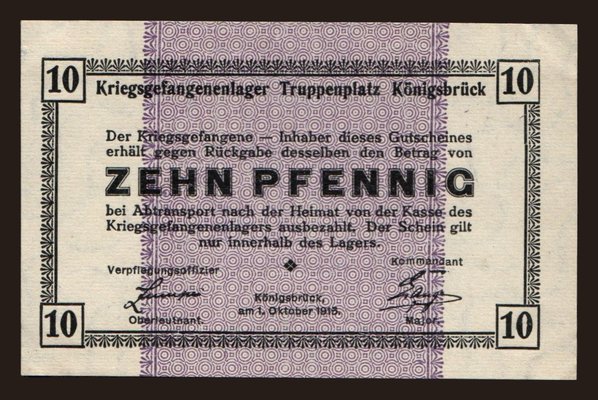 10 10
Kriegsgefangenenlager Truppenplatz Königsbrück
Der Kriegsgefangene — Inhaber dieses Gutscheines
erhält gegen Rückgabe desselben den Betrag von
ZEHN PFENNIG
bei Abtransport nach der Heimat von der Kasse des
Kriegsgefangenenlagers ausbezahlt. Der Schein gilt
nur innerhalb des Lagers.
Verpflegungsoffizier
Kommandant
Königsbrück,
am 1. Oktober 1915.
Oberleutnant
Major
10 10